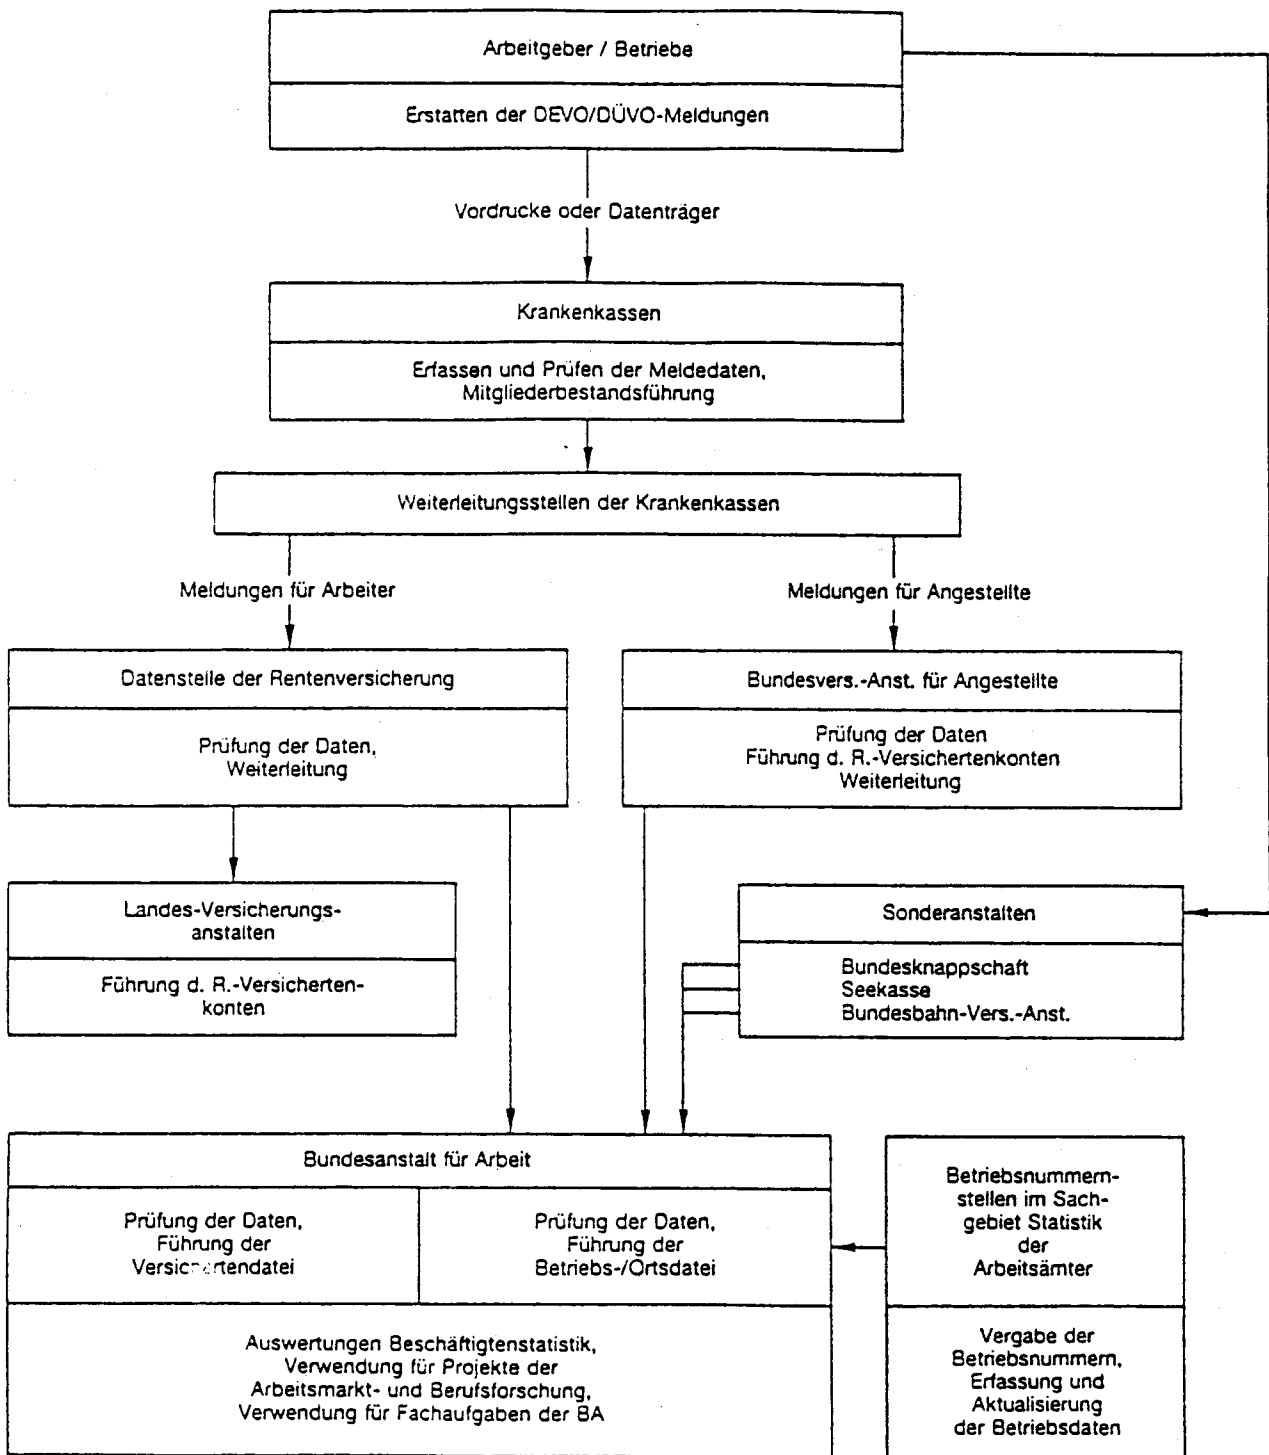 Arbeitgeber / Betriebe
Erstatten der DEVO/DÜVO-Meldungen
Vordrucke oder Datenträger
Krankenkassen
Erfassen und Prüfen der Meldedaten,
Mitgliederbestandsführung
Weiterleitungsstellen der Krankenkassen
Meldungen für Arbeiter
Meldungen für Angestellte
Datenstelle der Rentenversicherung
Prüfung der Daten,
Weiterleitung
Bundesvers.-Anst. für Angestellte
Prüfung der Daten
Führung d. R.-Versichertenkonten
Weiterleitung
Landes-Versicherungs-
anstalten
Führung d. R.-Versicherten-
konten
Sonderanstalten
Bundesknappschaft
Seekasse
Bundesbahn-Vers.-Anst.
Bundesanstalt für Arbeit
Prüfung der Daten,
Führung der
Versichertendatei
Prüfung der Daten,
Führung der
Betriebs-/Ortsdatei
Auswertungen Beschäftigtenstatistik,
Verwendung für Projekte der
Arbeitsmarkt- und Berufsforschung,
Verwendung für Fachaufgaben der BA
Betriebsnummern-
stellen im Sach-
gebiet Statistik
der
Arbeitsämter
Vergabe der
Betriebsnummern,
Erfassung und
Aktualisierung
der Betriebsdaten